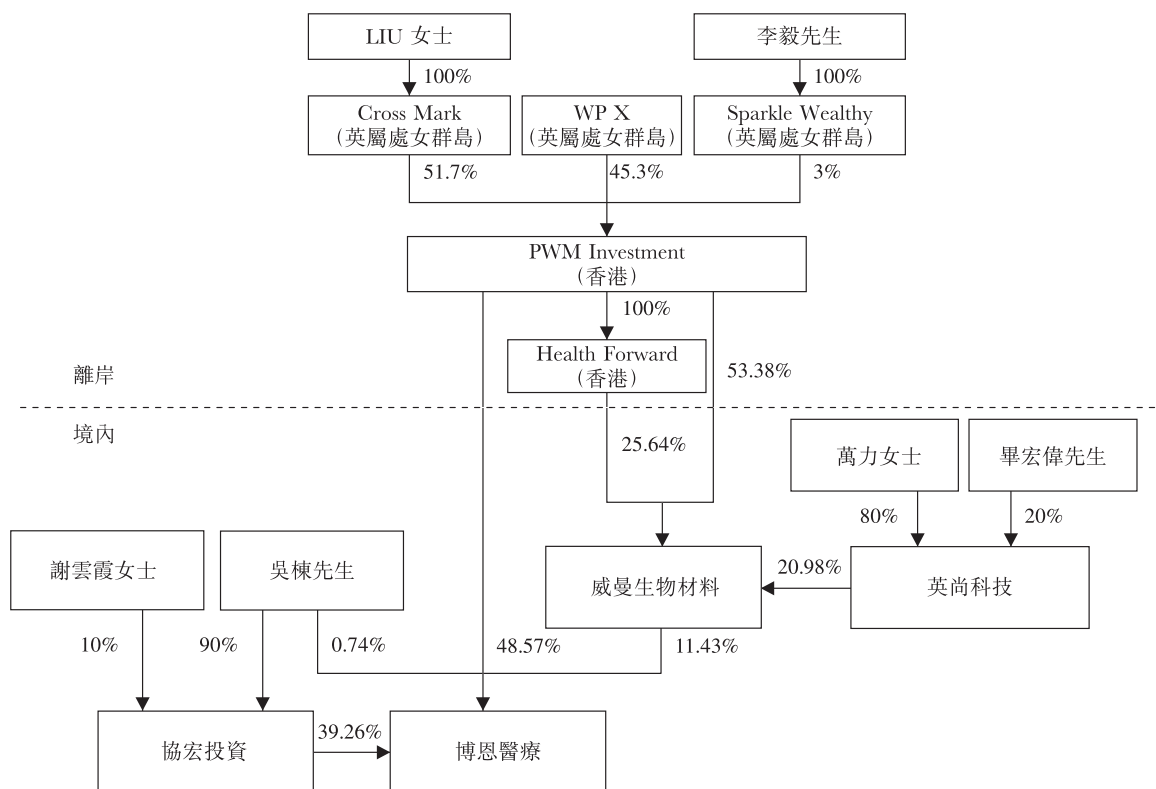 LIU 女士
李毅先生
100%
100%
Cross Mark
(英屬處女群島)
WP X
(英屬處女群島)
Sparkle Wealthy
(英屬處女群島)
51.7%
45.3%
3%
PWM Investment
(香港)
100%
Health Forward
(香港)
53.38%
離岸
境內
25.64%
萬力女士
畢宏偉先生
80%
20%
謝雲霞女士
吳棟先生
威曼生物材料
20.98%
英尚科技
10%
90%
0.74%
48.57%
11.43%
協宏投資
39.26%
博恩醫療